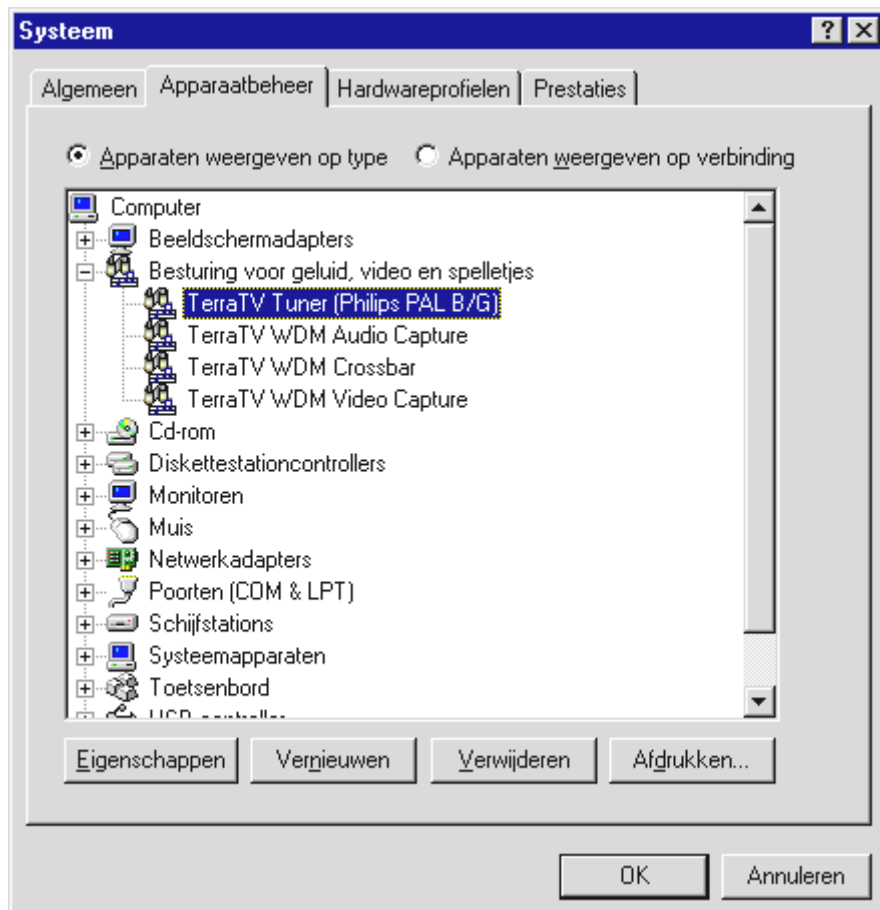 Systeem
Algemeen Apparaatbeheer Hardwareprofielen Prestaties
Apparaten weergeven op type Apparaten weergeven op verbinding
Computer
Beeldschermadapters
Besturing voor geluid, video en spelletjes
TerraTV Tuner (Philips PAL B/G)
TerraTV WDM Audio Capture
TerraTV WDM Crossbar
TerraTV WDM Video Capture
Cd-rom
Diskettestationcontrollers
Monitoren
Muis
Netwerkadapters
Poorten (COM & LPT)
Schijfstations
Systeemapparaten
Toetsenbord
USB-controller
Eigenschappen Vernieuwen Verwijderen Afdrukken...
OK Annuleren